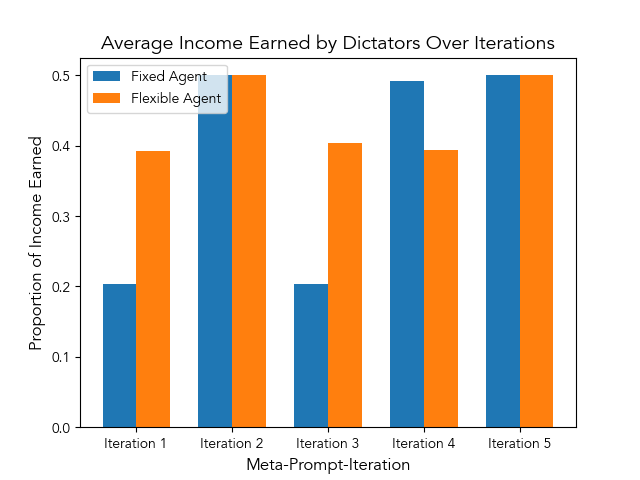 Average Income Earned by Dictators Over Iterations
Fixed Agent
Flexible Agent
Proportion of Income Earned
0.5
0.4
0.3
0.2
0.1
0.0
Iteration 1 Iteration 2 Iteration 3 Iteration 4 Iteration 5
Meta-Prompt-Iteration